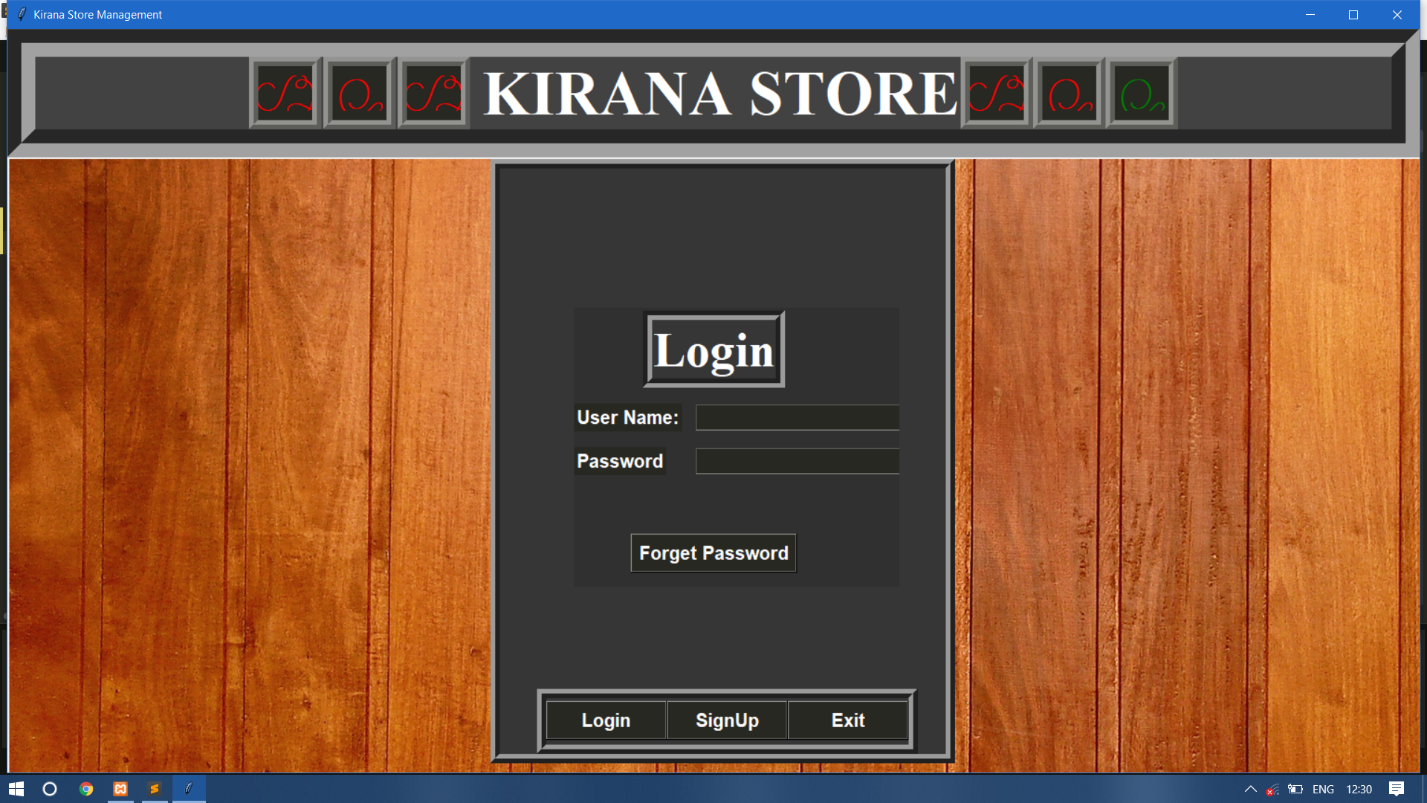 Kirana Store Management
KIRANA STORE
Login
User Name:
Password
Forget Password
Login SignUp Exit
ENG 12:30